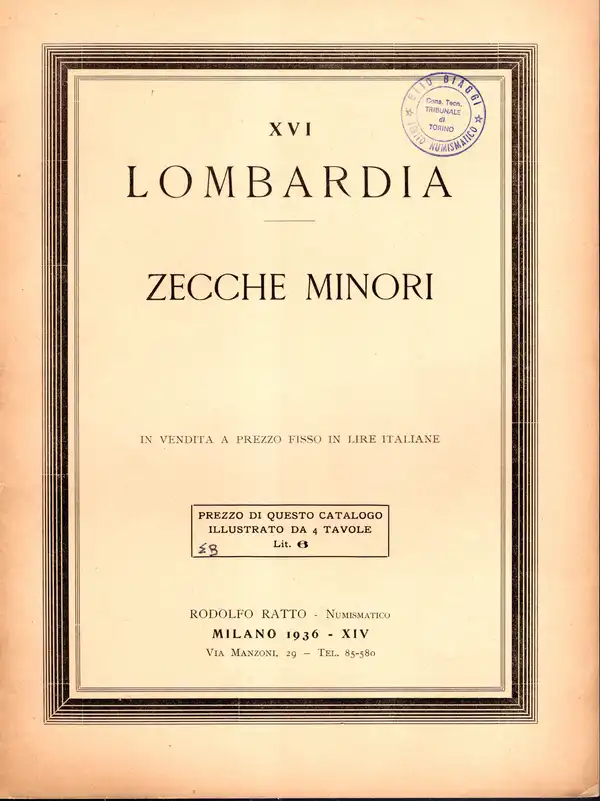 XVI
LOMBARDIA
ZECCHE MINORI
IN VENDITA A PREZZO FISSO IN LIRE ITALIANE
PREZZO DI QUESTO CATALOGO
ILLUSTRATO DA 4 TAVOLE
Lit. 6
RODOLFO RATTO - Numismatico
MILANO 1936 - XIV
Via Manzoni, 29 – Tel. 85-580
BIAGGI
Cons. Tecn.
TRIBUNALE
di
TORINO
NUMISMATICO